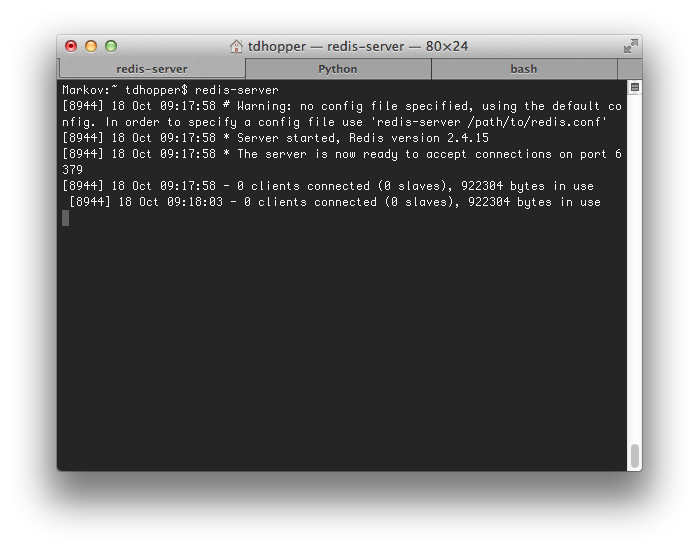 tdhopper — redis-server — 80×24
redis-server Python bash
Markov:~ tdhopper$ redis-server
[8944] 18 Oct 09:17:58 # Warning: no config file specified, using the default co
nfig. In order to specify a config file use 'redis-server /path/to/redis.conf'
[8944] 18 Oct 09:17:58 * Server started, Redis version 2.4.15
[8944] 18 Oct 09:17:58 * The server is now ready to accept connections on port 6
379
[8944] 18 Oct 09:17:58 - 0 clients connected (0 slaves), 922304 bytes in use
[8944] 18 Oct 09:18:03 - 0 clients connected (0 slaves), 922304 bytes in use